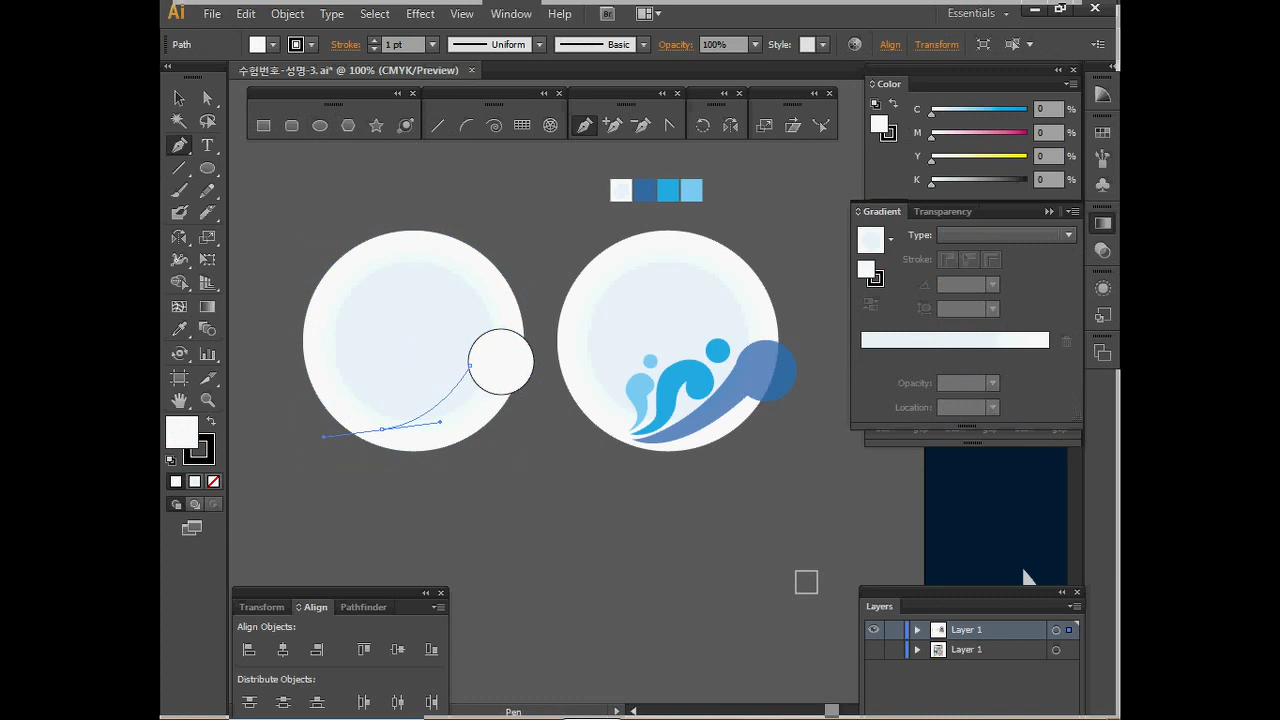 Ai File Edit Object Type Select Effect View Window Help Br Essentials
Path Stroke: 1 pt Uniform Basic Opacity: 100% Style: Align Transform
수험번호-성명-3.ai* @ 100% (CMYK/Preview)
Color
C 0 %
M 0 %
Y 0 %
K 0 %
Gradient Transparency
Type:
Stroke:
Opacity:
Location:
Transform Align Pathfinder
Align Objects:
Distribute Objects:
Layers
Layer 1
Layer 1
Pen